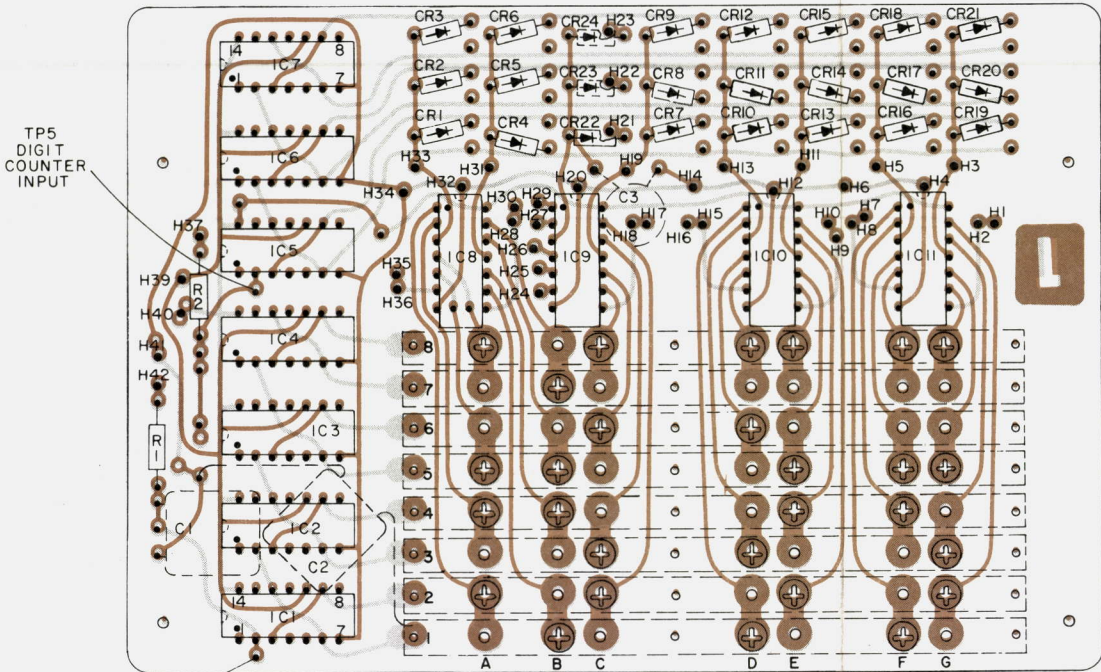 CR3 CR6 CR24 H23 CR9 CR12 CR15 CR18 CR21
14 8
IC7
1 7
CR2 CR5 CR23 H22 CR8 CR11 CR14 CR17 CR20
CR1 CR4 CR22 H21 CR7 CR10 CR13 CR16 CR19
TP5
DIGIT
COUNTER
INPUT
IC6
H33 H31 H19 H13 H11 H5 H3
H34 H32 H20 H14 H12 H6 H4
H30 H29 C3
H37 H27 H17 H15 H10 H7 H1
H28 H18 H16 H9 H8 H2
IC5
H26
H39 H35 IC8 H25 IC9 IC10 IC11
R2
H36 H24
H40
L
IC4
H41
H42
8
7
6
5
4
3
2
1
IC3
R1
C1 IC2
C2
14 8
IC1
1 7
A B C D E F G